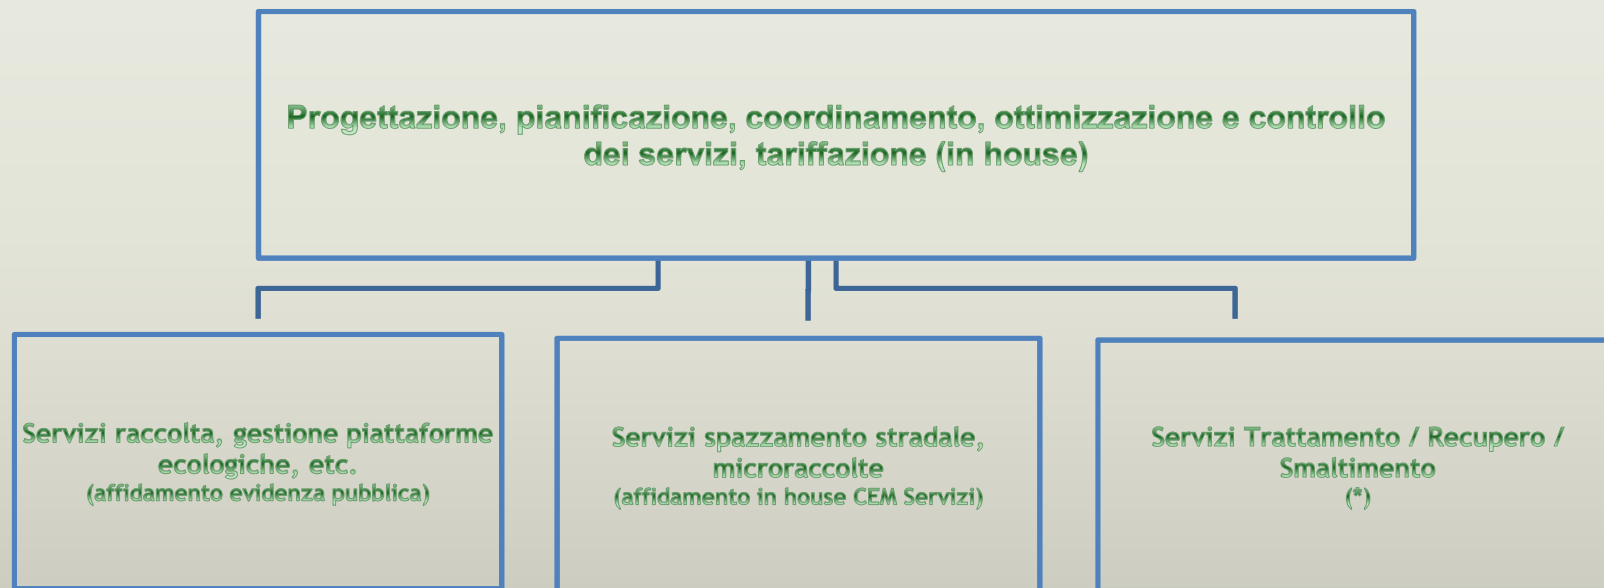 Progettazione, pianificazione, coordinamento, ottimizzazione e controllo
dei servizi, tariffazione (in house)
Servizi raccolta, gestione piattaforme
ecologiche, etc.
(affidamento evidenza pubblica)
Servizi spazzamento stradale,
microraccolte
(affidamento in house CEM Servizi)
Servizi Trattamento / Recupero /
Smaltimento
(*)